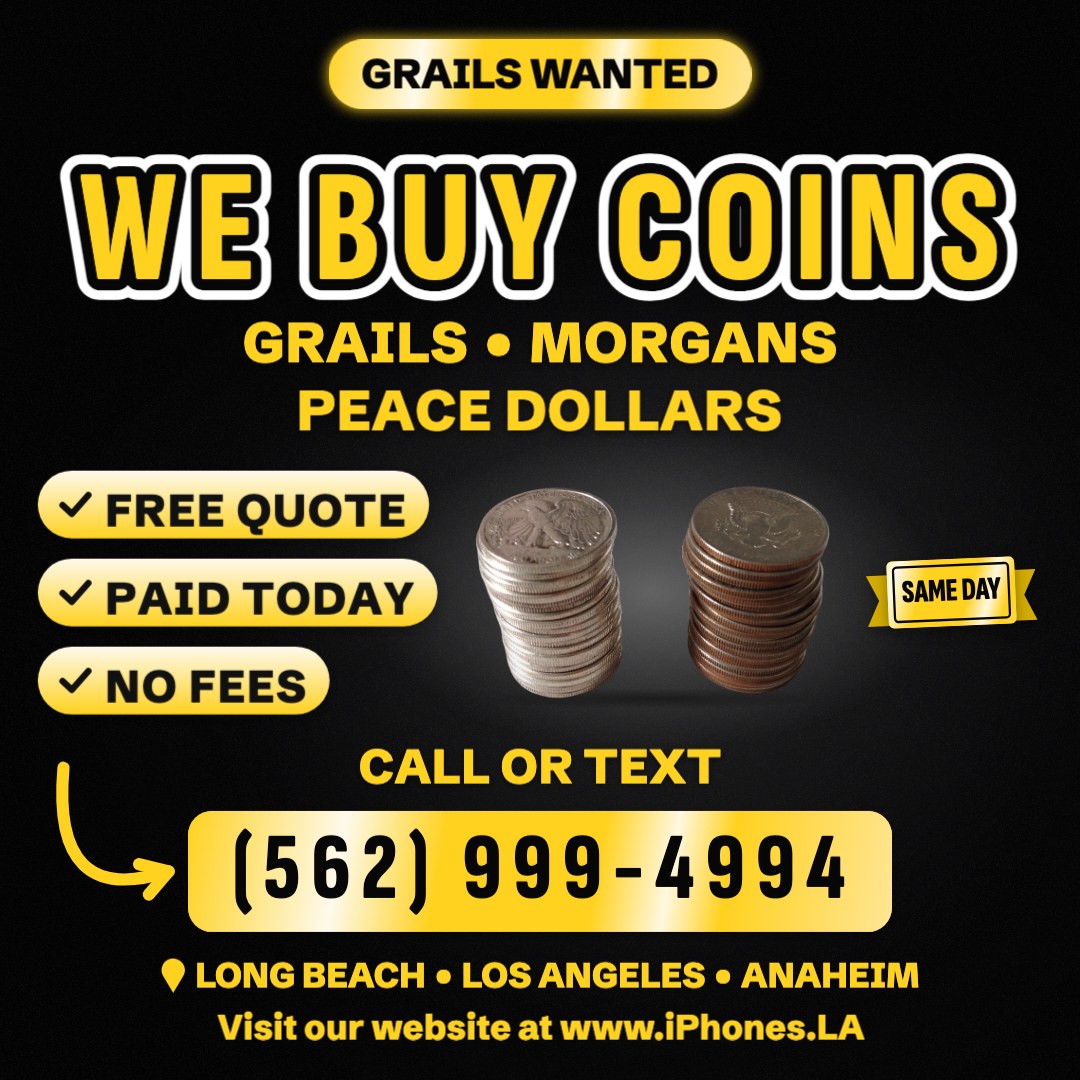 GRAILS WANTED
WE BUY COINS
GRAILS • MORGANS
PEACE DOLLARS
FREE QUOTE
PAID TODAY
NO FEES
SAME DAY
CALL OR TEXT
(562) 999-4994
LONG BEACH • LOS ANGELES • ANAHEIM
Visit our website at www.iPhones.LA